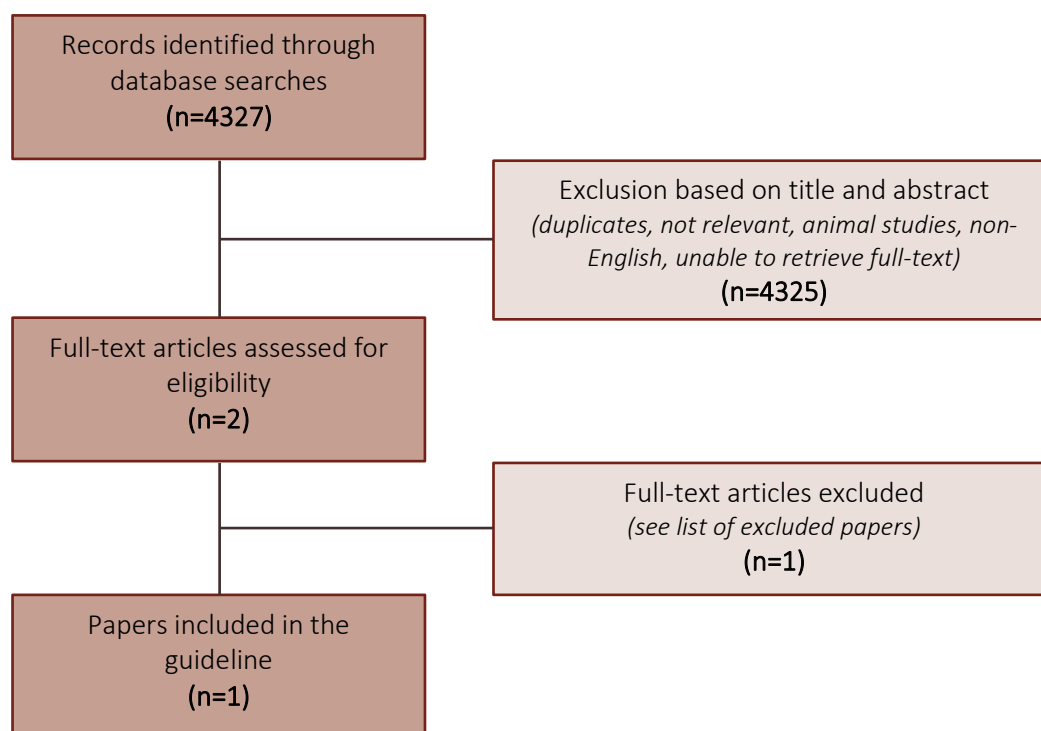 Records identified through
database searches
(n=4327)
Exclusion based on title and abstract
(duplicates, not relevant, animal studies, non-
English, unable to retrieve full-text)
(n=4325)
Full-text articles assessed for
eligibility
(n=2)
Full-text articles excluded
(see list of excluded papers)
(n=1)
Papers included in the
guideline
(n=1)